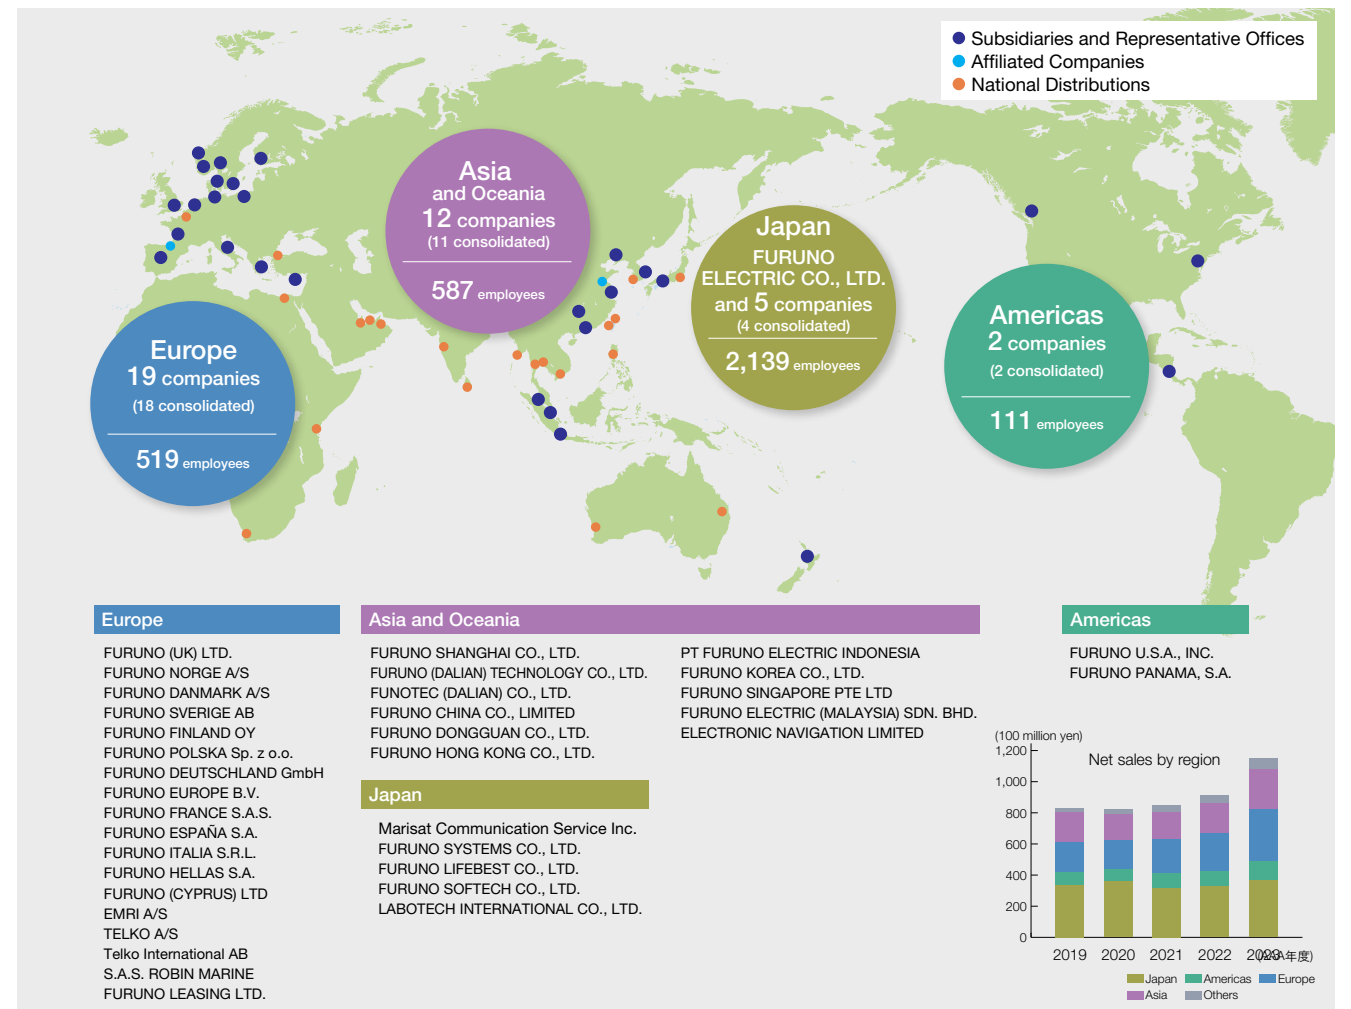 Subsidiaries and Representative Offices
Affiliated Companies
National Distributions
Asia
and Oceania
12 companies
(11 consolidated)
587 employees
Japan
FURUNO
ELECTRIC CO., LTD.
and 5 companies
(4 consolidated)
2,139 employees
Americas
2 companies
(2 consolidated)
111 employees
Europe
19 companies
(18 consolidated)
519 employees
Europe
FURUNO (UK) LTD.
FURUNO NORGE A/S
FURUNO DANMARK A/S
FURUNO SVERIGE AB
FURUNO FINLAND OY
FURUNO POLSKA Sp. z o.o.
FURUNO DEUTSCHLAND GmbH
FURUNO EUROPE B.V.
FURUNO FRANCE S.A.S.
FURUNO ESPAÑA S.A.
FURUNO ITALIA S.R.L.
FURUNO HELLAS S.A.
FURUNO (CYPRUS) LTD
EMRI A/S
TELKO A/S
Telko International AB
S.A.S. ROBIN MARINE
FURUNO LEASING LTD.
Asia and Oceania
FURUNO SHANGHAI CO., LTD.
FURUNO (DALIAN) TECHNOLOGY CO., LTD.
FUNOTEC (DALIAN) CO., LTD.
FURUNO CHINA CO., LIMITED
FURUNO DONGGUAN CO., LTD.
FURUNO HONG KONG CO., LTD.
PT FURUNO ELECTRIC INDONESIA
FURUNO KOREA CO., LTD.
FURUNO SINGAPORE PTE LTD
FURUNO ELECTRIC (MALAYSIA) SDN. BHD.
ELECTRONIC NAVIGATION LIMITED
Japan
Marisat Communication Service Inc.
FURUNO SYSTEMS CO., LTD.
FURUNO LIFEBEST CO., LTD.
FURUNO SOFTECH CO., LTD.
LABOTECH INTERNATIONAL CO., LTD.
Americas
FURUNO U.S.A., INC.
FURUNO PANAMA, S.A.
(100 million yen)
Net sales by region
1,200
1,000
800
600
400
200
0
2019 2020 2021 2022 2023 年度)
Japan Americas Europe
Asia Others